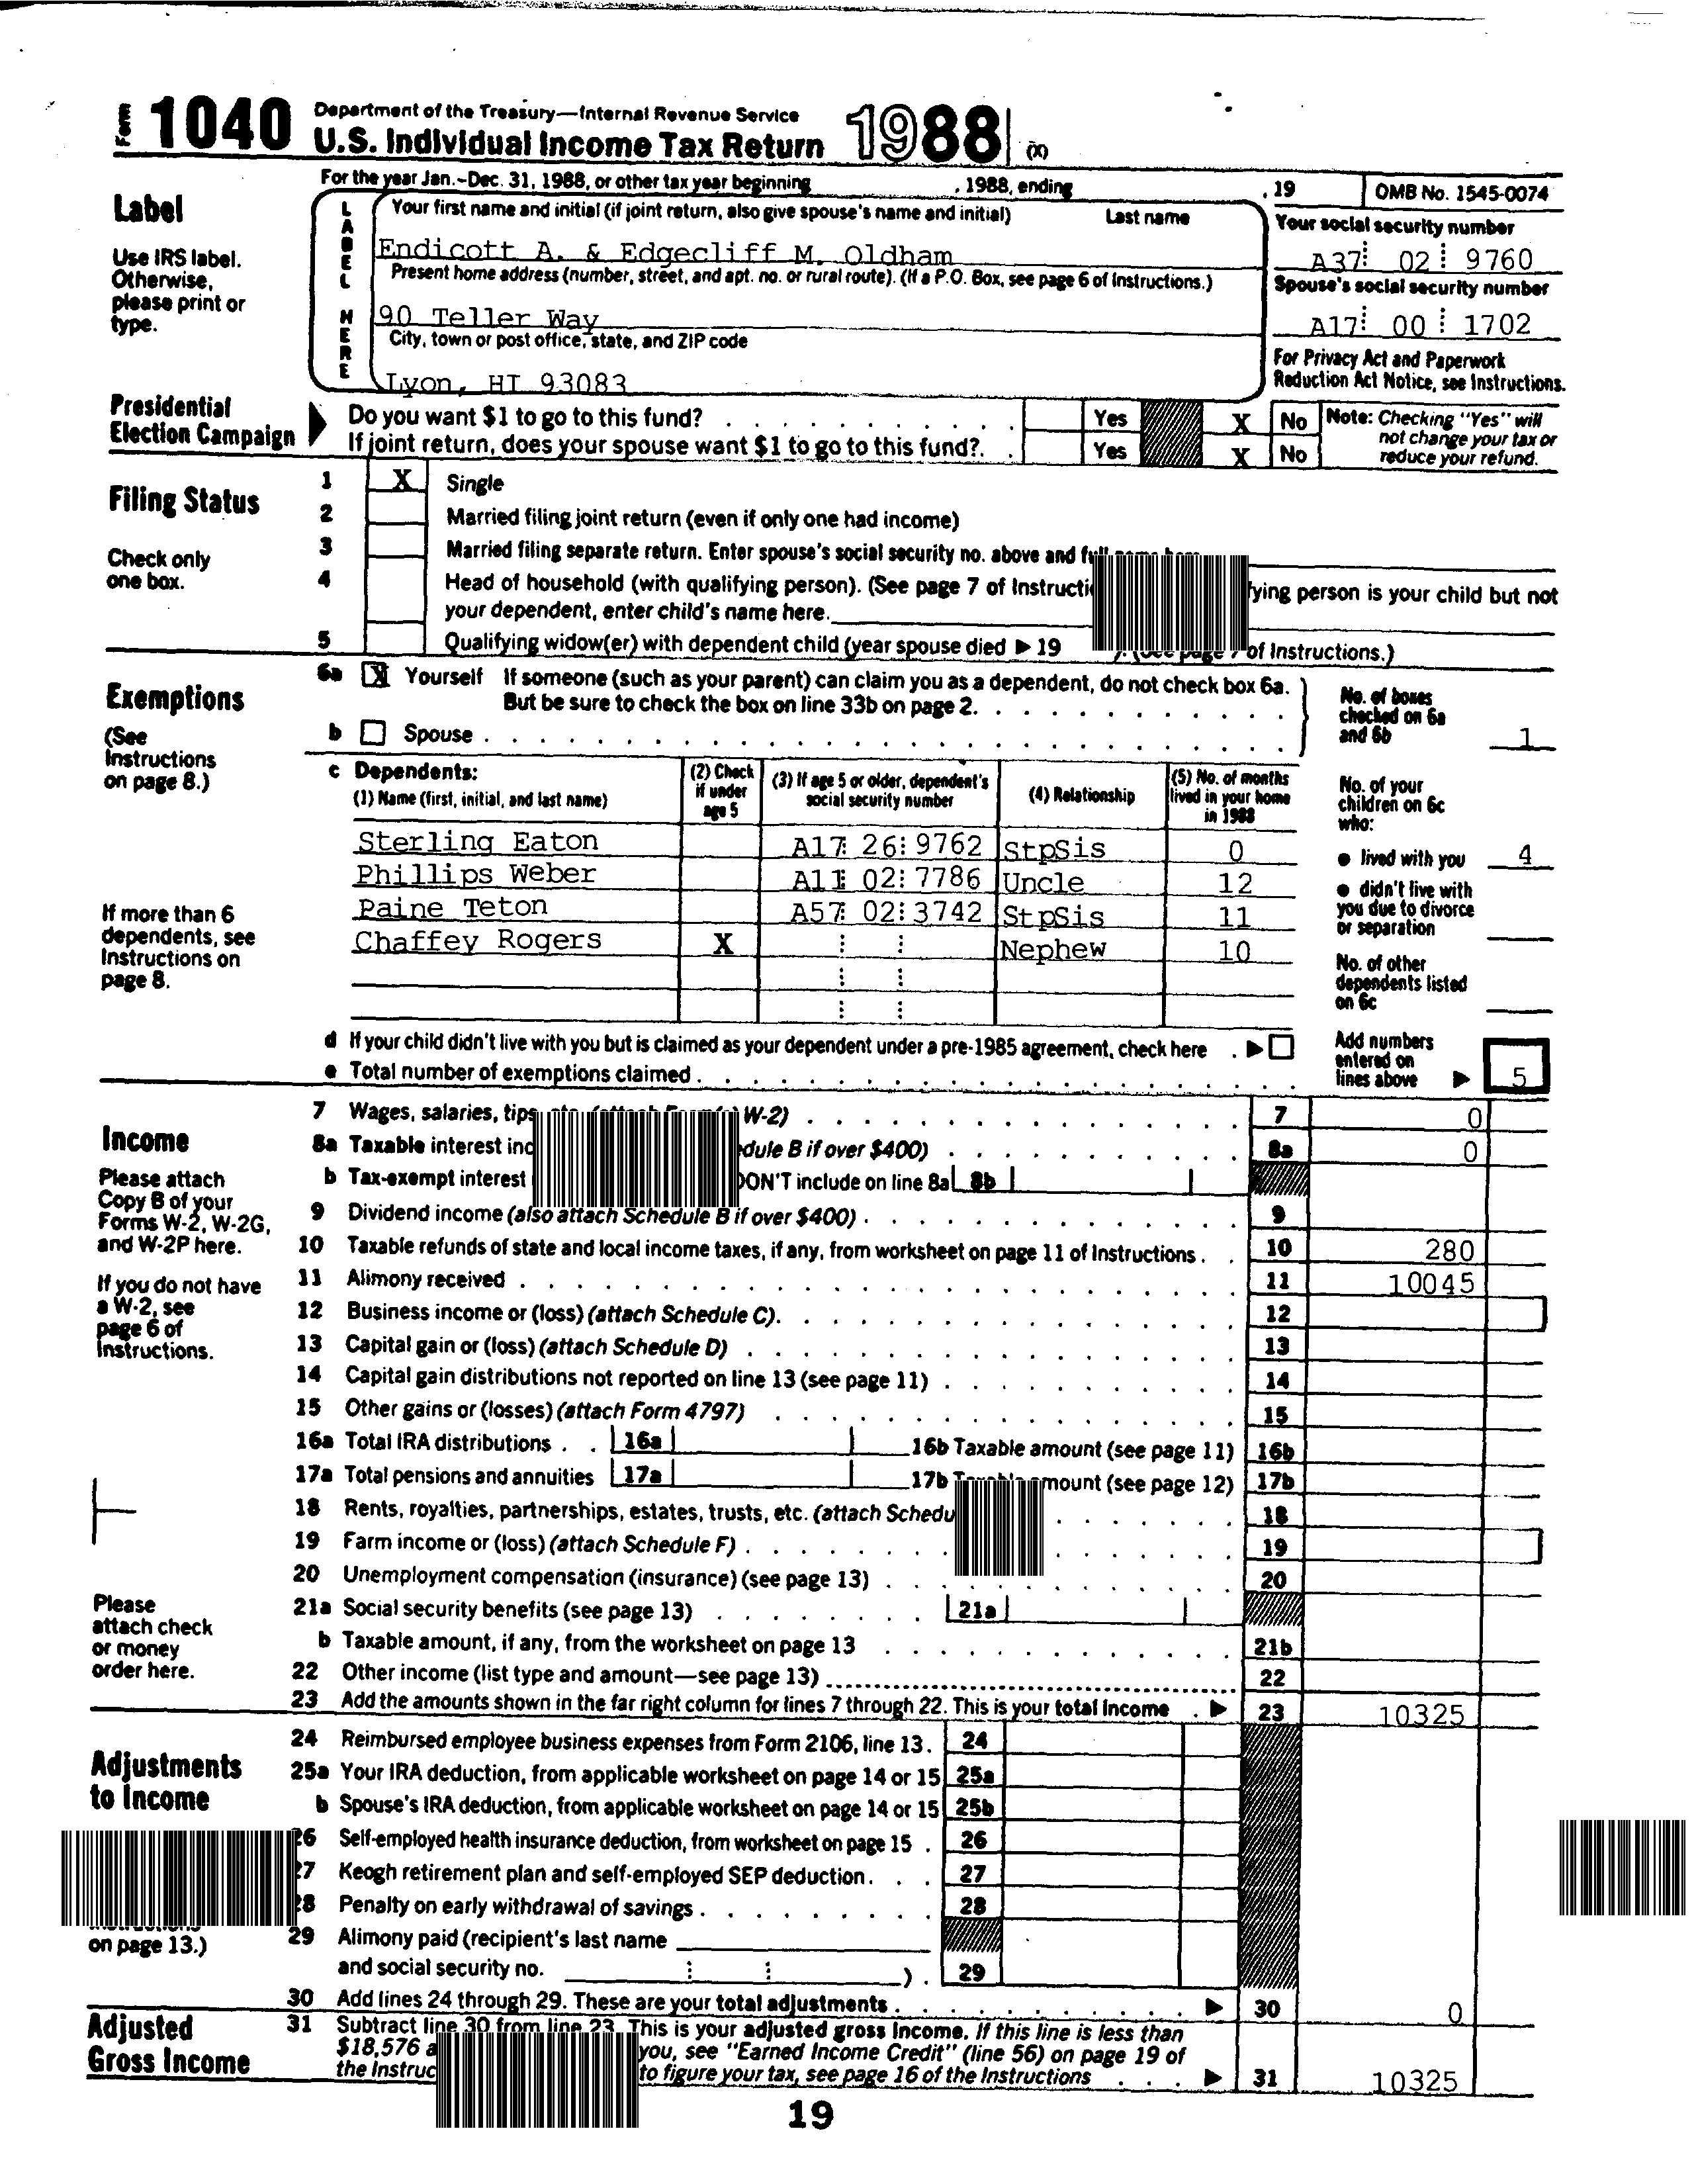 Form 1040 Department of the Treasury—Internal Revenue Service
U.S. Individual Income Tax Return 1988 (X)
For the year Jan.-Dec. 31, 1988, or other tax year beginning , 1988, ending , 19 OMB No. 1545-0074
Label
Use IRS label.
Otherwise,
please print or
type.
LABEL HERE
Your first name and initial (if joint return, also give spouse's name and initial) Last name
Endicott A. & Edgecliff M. Oldham
Present home address (number, street, and apt. no. or rural route). (If a P.O. Box, see page 6 of Instructions.)
90 Teller Way
City, town or post office, state, and ZIP code
Lyon, HI 93083
Your social security number
A37 02 9760
Spouse's social security number
A17 00 1702
For Privacy Act and Paperwork
Reduction Act Notice, see Instructions.
Presidential
Election Campaign
Do you want $1 to go to this fund? Yes X No
If joint return, does your spouse want $1 to go to this fund? Yes X No
Note: Checking "Yes" will
not change your tax or
reduce your refund.
Filing Status
Check only
one box.
1 X Single
2 Married filing joint return (even if only one had income)
3 Married filing separate return. Enter spouse's social security no. above and
4 Head of household (with qualifying person). (See page 7 of person is your child but not
your dependent, enter child's name here.
5 Qualifying widow(er) with dependent child (year spouse died ▶ 19 of Instructions.)
Exemptions
(See
Instructions
on page 8.)
6a X Yourself If someone (such as your parent) can claim you as a dependent, do not check box 6a.
But be sure to check the box on line 33b on page 2.
b Spouse
No. of boxes
checked on 6a
and 6b 1
c Dependents:
(1) Name (first, initial, and last name)
(2) Check
if under
age 5
(3) If age 5 or older, dependent's
social security number
(4) Relationship
(5) No. of months
lived in your home
in 1988
Sterling Eaton A17 26 9762 StpSis 0
Phillips Weber A11 02 7786 Uncle 12
Paine Teton A57 02 3742 StpSis 11
Chaffey Rogers X Nephew 10
If more than 6
dependents, see
Instructions on
page 8.
No. of your
children on 6c
who:
● lived with you 4
● didn't live with
you due to divorce
or separation
No. of other
dependents listed
on 6c
d If your child didn't live with you but is claimed as your dependent under a pre-1985 agreement, check here ▶
e Total number of exemptions claimed
Add numbers
entered on
lines above ▶ 5
Income
Please attach
Copy B of your
Forms W-2, W-2G,
and W-2P here.
If you do not have
a W-2, see
page 6 of
Instructions.
Please
attach check
or money
order here.
7 Wages, salaries, tips, W-2) 7 0
8a Taxable interest B if over $400) 8a 0
b Tax-exempt interest DON'T include on line 8a 8b
9 Dividend income (also attach Schedule B if over $400) 9
10 Taxable refunds of state and local income taxes, if any, from worksheet on page 11 of Instructions 10 280
11 Alimony received 11 10045
12 Business income or (loss) (attach Schedule C) 12
13 Capital gain or (loss) (attach Schedule D) 13
14 Capital gain distributions not reported on line 13 (see page 11) 14
15 Other gains or (losses) (attach Form 4797) 15
16a Total IRA distributions 16a 16b Taxable amount (see page 11) 16b
17a Total pensions and annuities 17a 17b Taxable amount (see page 12) 17b
18 Rents, royalties, partnerships, estates, trusts, etc. (attach 18
19 Farm income or (loss) (attach Schedule F) 19
20 Unemployment compensation (insurance) (see page 13) 20
21a Social security benefits (see page 13) 21a
b Taxable amount, if any, from the worksheet on page 13 21b
22 Other income (list type and amount—see page 13) 22
23 Add the amounts shown in the far right column for lines 7 through 22. This is your total income ▶ 23 10325
Adjustments
to Income
on page 13.)
24 Reimbursed employee business expenses from Form 2106, line 13. 24
25a Your IRA deduction, from applicable worksheet on page 14 or 15 25a
b Spouse's IRA deduction, from applicable worksheet on page 14 or 15 25b
26 Self-employed health insurance deduction, from worksheet on page 15 26
27 Keogh retirement plan and self-employed SEP deduction 27
28 Penalty on early withdrawal of savings 28
29 Alimony paid (recipient's last name
and social security no. ). 29
30 Add lines 24 through 29. These are your total adjustments ▶ 30 0
Adjusted
Gross Income
31 Subtract line 30 from line 23. This is your adjusted gross income. If this line is less than
$18,576 you, see "Earned Income Credit" (line 56) on page 19 of
the to figure your tax, see page 16 of the Instructions ▶ 31 10325
19